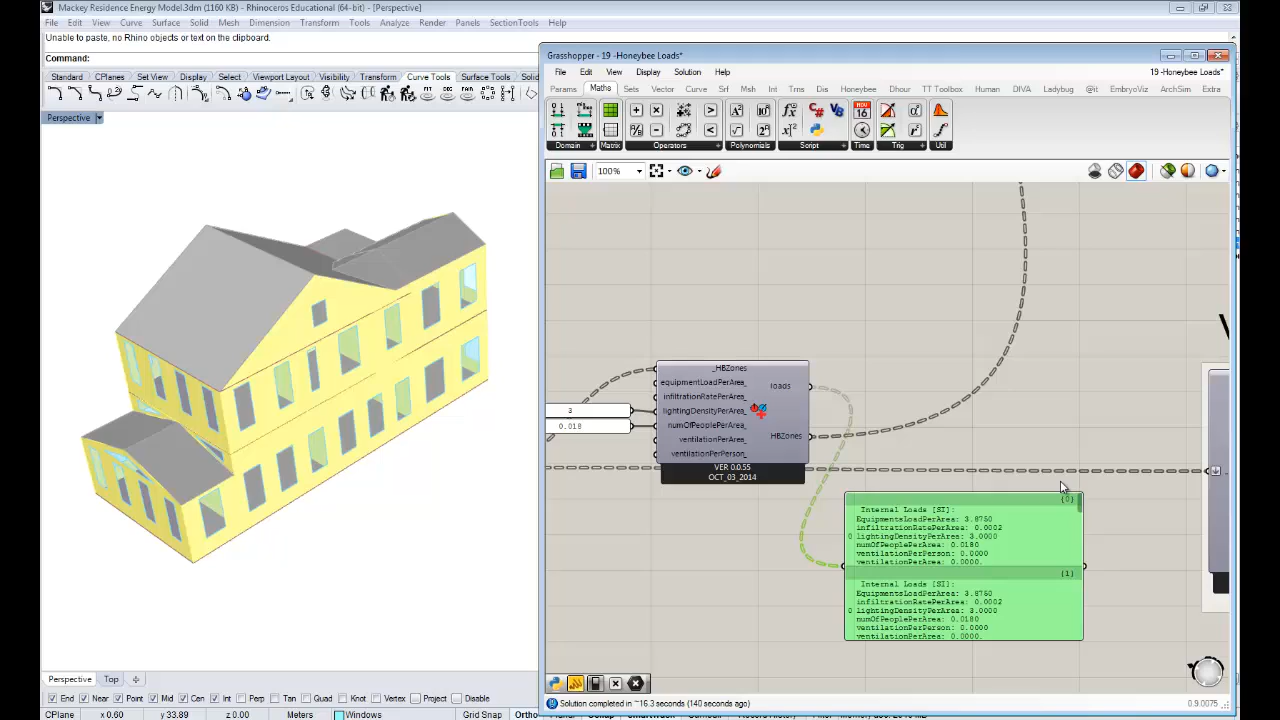 Mackey Residence Energy Model.3dm (1160 KB) - Rhinoceros Educational (64-bit) - [Perspective]
File Edit View Curve Surface Solid Mesh Dimension Transform Tools Analyze Render Panels SectionTools Help
Unable to paste, no Rhino objects or text on the clipboard.
Command:
Standard CPlanes Set View Display Select Viewport Layout Visibility Transform Curve Tools Surface Tools Solid
Perspective
Grasshopper - 19 -Honeybee Loads*
File Edit View Display Solution Help
19 -Honeybee Loads*
Params Maths Sets Vector Curve Srf Msh Int Trns Dis Honeybee Dhour TT Toolbox Human DIVA Ladybug @it EmbryoViz ArchSim Extra
Domain Matrix Operators Polynomials Script Time Trig Util
100%
_HBZones
equipmentLoadPerArea_
infiltrationRatePerArea_
lightingDensityPerArea_
numOfPeoplePerArea_
ventilationPerArea_
ventilationPerPerson_
loads
HBZones
3
0.018
VER 0.0.55
OCT_03_2014
{0}
Internal Loads [SI]:
EquipmentsLoadPerArea: 3.8750
infiltrationRatePerArea: 0.0002
0 lightingDensityPerArea: 3.0000
numOfPeoplePerArea: 0.0180
ventilationPerPerson: 0.0000
ventilationPerArea: 0.0000.
{1}
Internal Loads [SI]:
EquipmentsLoadPerArea: 3.8750
infiltrationRatePerArea: 0.0002
0 lightingDensityPerArea: 3.0000
numOfPeoplePerArea: 0.0180
ventilationPerPerson: 0.0000
ventilationPerArea: 0.0000.
Solution completed in ~16.3 seconds (140 seconds ago)
0.9.0075
Perspective Top
End Near Point Mid Cen Int Perp Tan Quad Knot Vertex Project Disable
CPlane x 0.60 y 33.89 z 0.00 Meters Windows Grid Snap Ortho